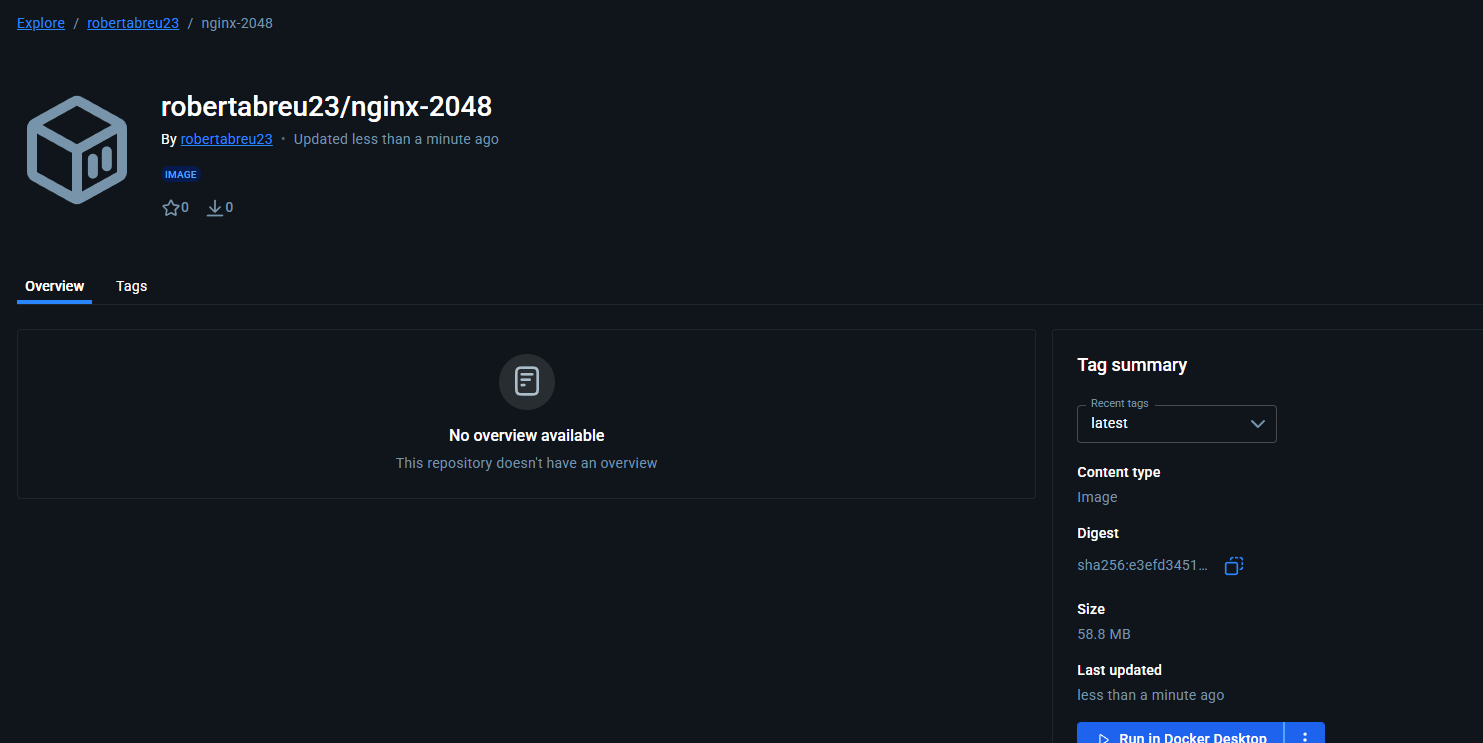 Explore / robertabreu23 / nginx-2048
robertabreu23/nginx-2048
By robertabreu23 • Updated less than a minute ago
IMAGE
0 0
Overview Tags
No overview available
This repository doesn't have an overview
Tag summary
Recent tags
latest
Content type
Image
Digest
sha256:e3efd3451...
Size
58.8 MB
Last updated
less than a minute ago
Run in Docker Desktop